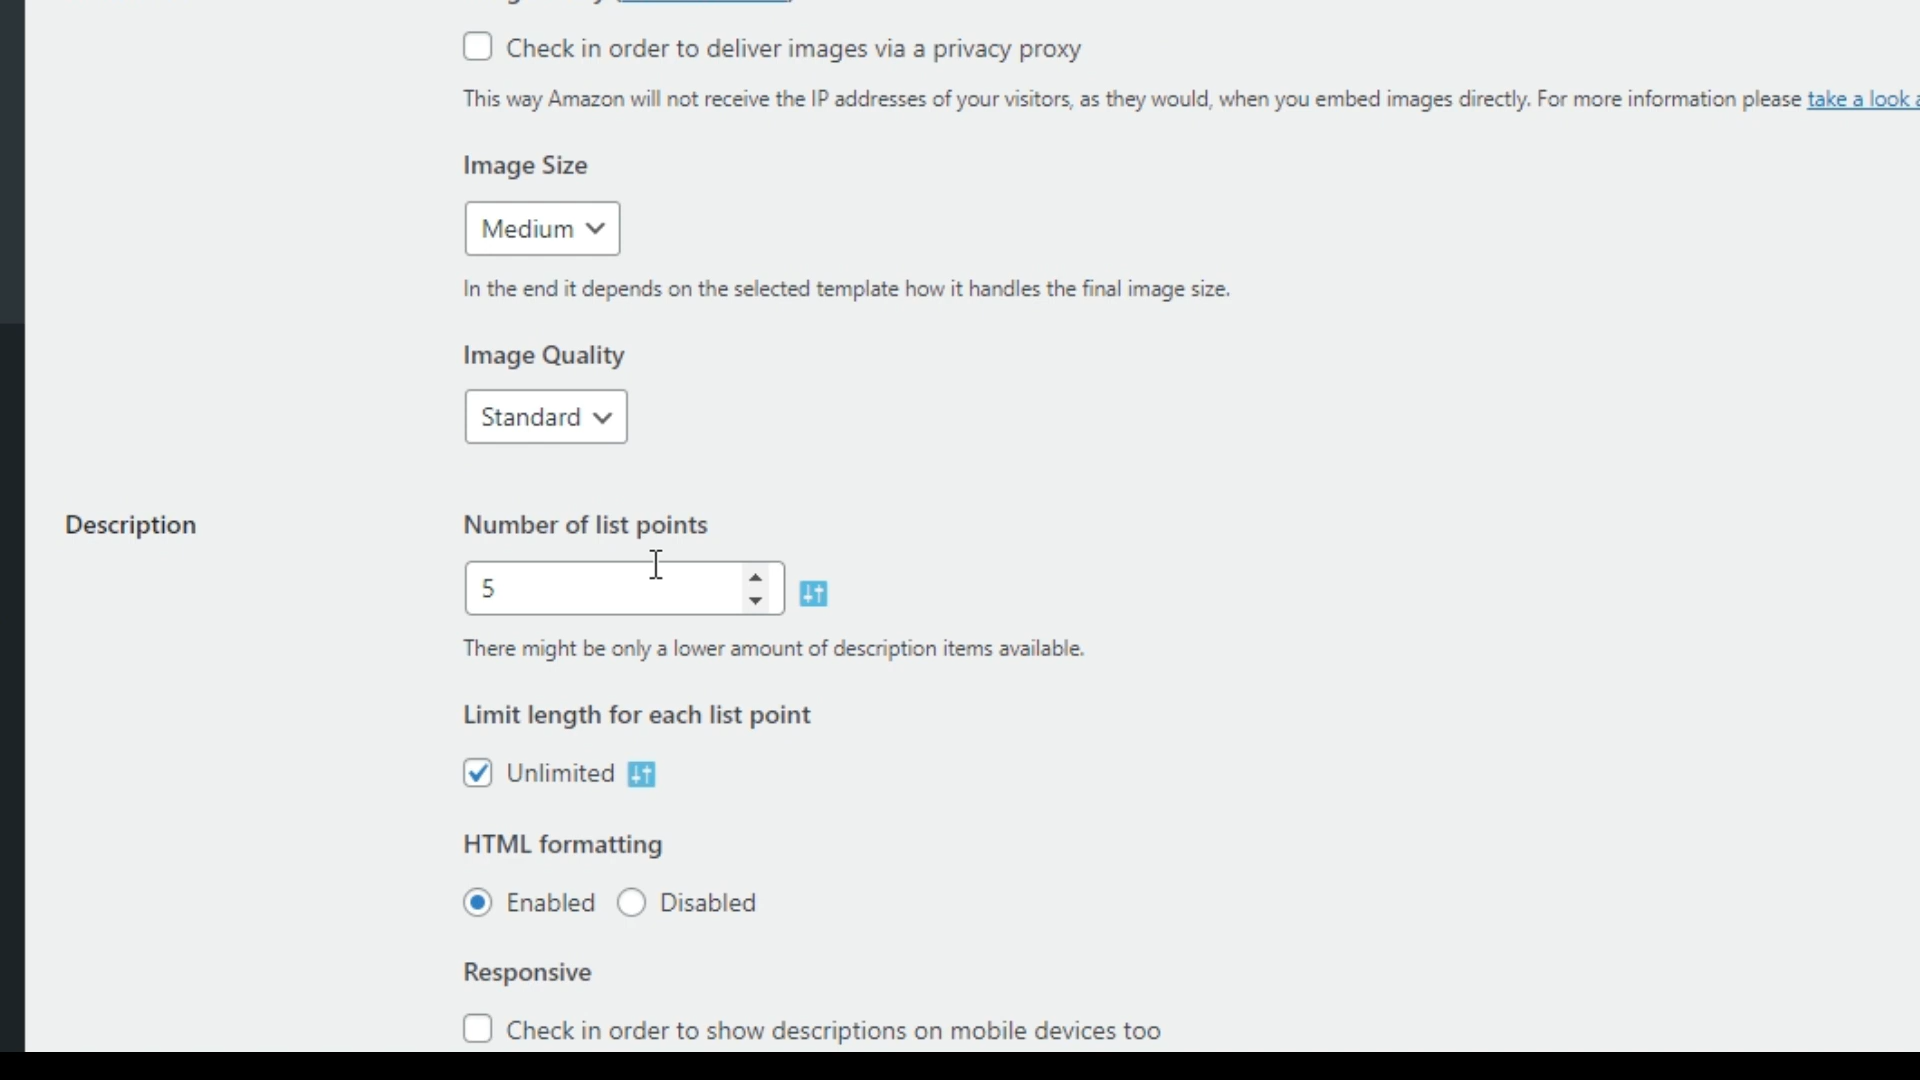 Check in order to deliver images via a privacy proxy
This way Amazon will not receive the IP addresses of your visitors, as they would, when you embed images directly. For more information please take a look
Image Size
Medium
In the end it depends on the selected template how it handles the final image size.
Image Quality
Standard
Description
Number of list points
5
There might be only a lower amount of description items available.
Limit length for each list point
Unlimited
HTML formatting
Enabled Disabled
Responsive
Check in order to show descriptions on mobile devices too